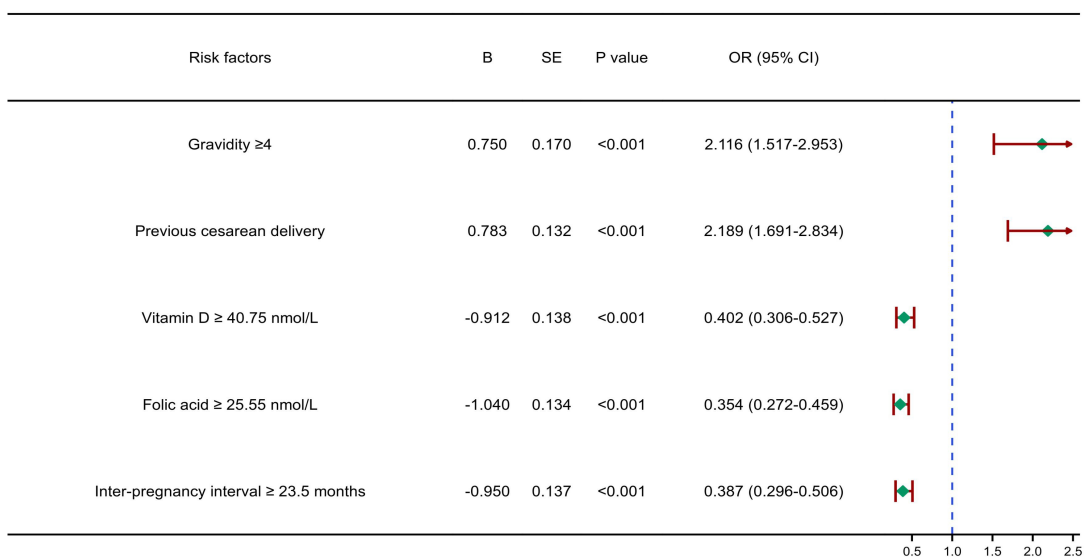 Risk factors B SE P value OR (95% CI)
Gravidity ≥4 0.750 0.170 <0.001 2.116 (1.517-2.953)
Previous cesarean delivery 0.783 0.132 <0.001 2.189 (1.691-2.834)
Vitamin D ≥ 40.75 nmol/L -0.912 0.138 <0.001 0.402 (0.306-0.527)
Folic acid ≥ 25.55 nmol/L -1.040 0.134 <0.001 0.354 (0.272-0.459)
Inter-pregnancy interval ≥ 23.5 months -0.950 0.137 <0.001 0.387 (0.296-0.506)
0.5 1.0 1.5 2.0 2.5